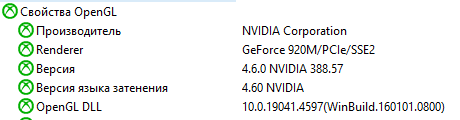 Свойства OpenGL
Производитель NVIDIA Corporation
Renderer GeForce 920M/PCIe/SSE2
Версия 4.6.0 NVIDIA 388.57
Версия языка затенения 4.60 NVIDIA
OpenGL DLL 10.0.19041.4597(WinBuild.160101.0800)